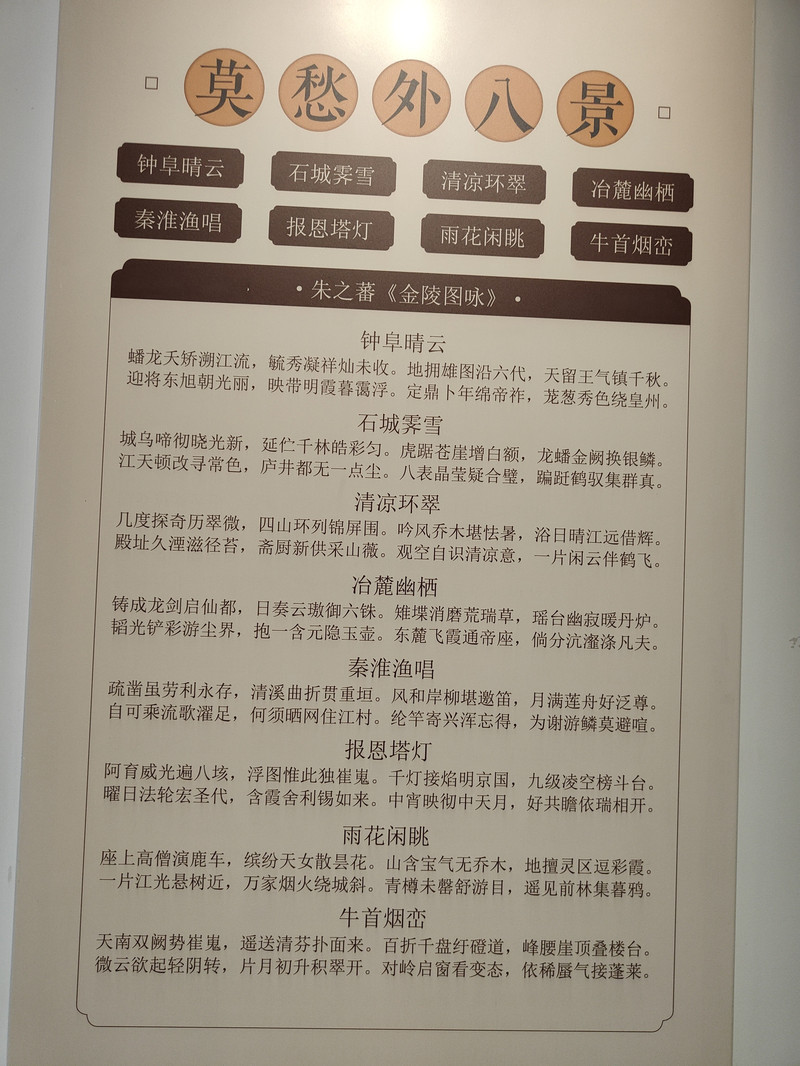 莫愁外八景
钟阜晴云 石城霁雪 清凉环翠 冶麓幽栖
秦淮渔唱 报恩塔灯 雨花闲眺 牛首烟峦
·朱之蕃《金陵图咏》·
钟阜晴云
蟠龙夭矫溯江流，毓秀凝祥灿未收。地拥雄图沿六代，天留王气镇千秋。
迎将东旭朝光丽，映带明霞暮霭浮。定鼎卜年绵帝祚，茏葱秀色绕皇州。
石城霁雪
城乌啼彻晓光新，延伫千林皓彩匀。虎踞苍崖增白额，龙蟠金阙换银鳞。
江天顿改寻常色，庐井都无一点尘。八表晶莹疑合璧，蹁跹鹤驭集群真。
清凉环翠
几度探奇历翠微，四山环列锦屏围。吟风乔木堪怯暑，浴日晴江远借辉。
殿址久湮滋径苔，斋厨新供采山薇。观空自识清凉意，一片闲云伴鹤飞。
冶麓幽栖
铸成龙剑启仙都，日奏云璈御六铢。雉堞消磨荒瑞草，瑶台幽寂暖丹炉。
韬光铲彩游尘界，抱一含元隐玉壶。东麓飞霞通帝座，倘分沆瀣涤凡夫。
秦淮渔唱
疏凿虽劳利永存，清溪曲折贯重垣。风和岸柳堪邀笛，月满莲舟好泛尊。
自可乘流歌濯足，何须晒网住江村。纶竿寄兴浑忘得，为谢游鳞莫避喧。
报恩塔灯
阿育威光遍八垓，浮图惟此独崔嵬。千灯接焰明京国，九级凌空榜斗台。
曜日法轮宏圣代，含霞舍利锡如来。中宵映彻中天月，好共瞻依瑞相开。
雨花闲眺
座上高僧演鹿车，缤纷天女散昙花。山含宝气无乔木，地擅灵区逗彩霞。
一片江光悬树近，万家烟火绕城斜。青樽未罄舒游目，遥见前林集暮鸦。
牛首烟峦
天南双阙势崔嵬，遥送清芬扑面来。百折千盘纡磴道，峰腰崖顶叠楼台。
微云欲起轻阴转，片月初升积翠开。对岭启窗看变态，依稀蜃气接蓬莱。